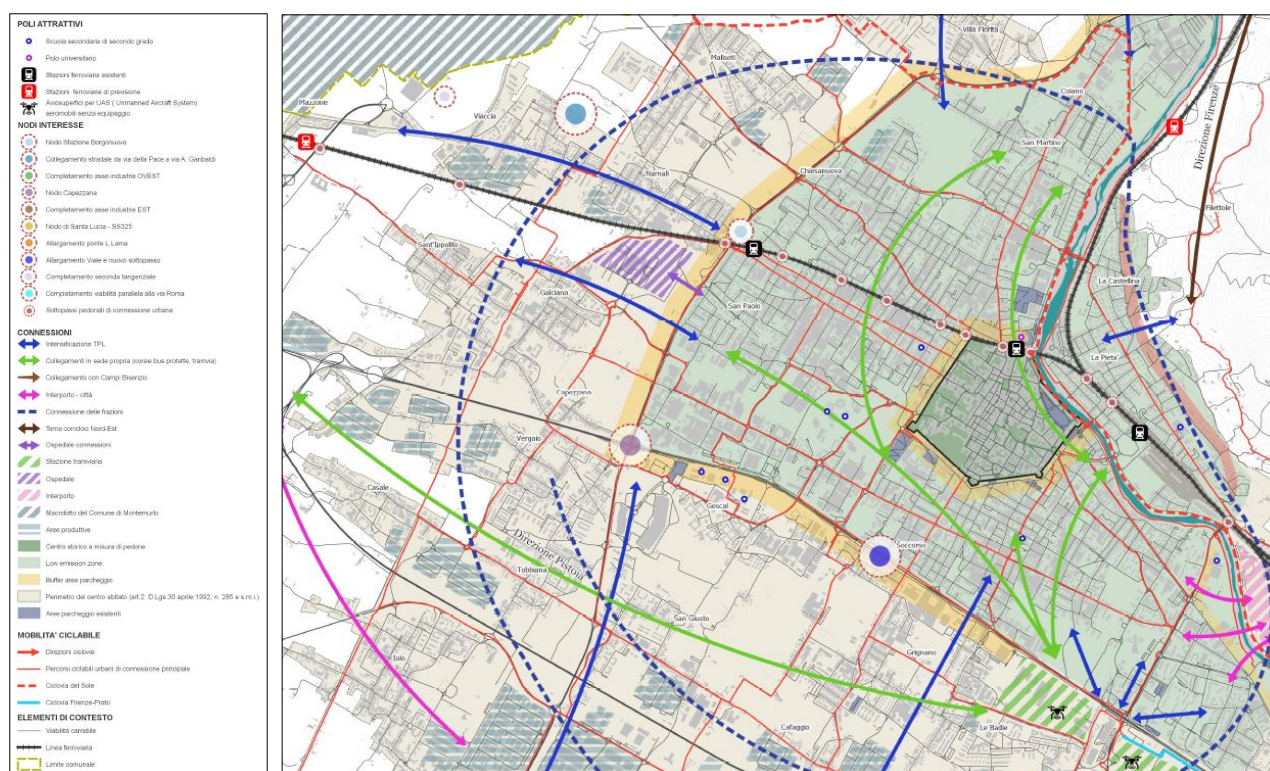 POLI ATTRATTIVI
Scuola secondaria di secondo grado
Polo universitario
Stazioni ferroviarie esistenti
Stazioni ferroviarie di previsione
Aviosuperfici per UAS ( Unmanned Aircraft System)
aeromobili senza equipaggio
NODI INTERESSE
Nodo Stazione Borgonuovo
Collegamento stradale da via della Pace a via A. Garibaldi
Completamento asse industrie OVEST
Nodo Capezzana
Completamento asse industrie EST
Nodo di Santa Lucia - SS325
Allargamento ponte L. Lama
Allargamento Viale e nuovo sottopasso
Completamento seconda tangenziale
Completamento viabilità parallela alla via Roma
Sottopassi pedonali di connessione urbana
CONNESSIONI
Intensificazione TPL
Collegamenti in sede propria (corsie bus protette, tramvia)
Collegamento con Campi Bisenzio
Interporto - città
Connessione delle frazioni
Terna corridoio Nord-Est
Ospedale connessioni
Stazione tramviaria
Ospedale
Interporto
Macrolotto del Comune di Montemurlo
Aree produttive
Centro storico a misura di pedone
Low emission zone
Buffer area parcheggio
Perimetro del centro abitato (art.2 D.Lgs 30 aprile 1992, n. 285 e s.m.i.)
Aree parcheggio esistenti
MOBILITA' CICLABILE
Direzioni ciclovie
Percorsi ciclabili urbani di connessione principale
Ciclovia del Sole
Ciclovia Firenze-Prato
ELEMENTI DI CONTESTO
Viabilità carrabile
Linea ferroviaria
Limite comunale
Villa Fiorita
Maliseti
Coiano
Mazzone
Viaccia
San Martino
Direzione Firenze
Narnali
Chiesanuova
Filettole
Sant'Ippolito
Galciana
San Paolo
La Castellina
La Pietà
Capezzana
Vergaio
Casale
Gescal
Soccorso
Direzione Pistoia
Tobbiana
San Giusto
Grignano
Iolo
Cafaggio
Le Badie